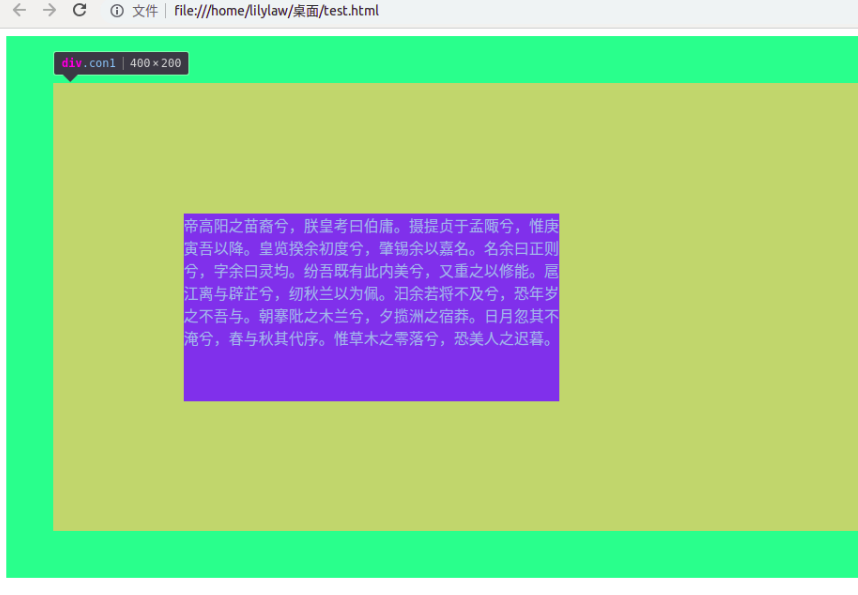 文件 file:///home/lilylaw/桌面/test.html
div.con1 400×200
帝高阳之苗裔兮，朕皇考曰伯庸。摄提贞于孟陬兮，惟庚
寅吾以降。皇览揆余初度兮，肇锡余以嘉名。名余曰正则
兮，字余曰灵均。纷吾既有此内美兮，又重之以修能。扈
江离与辟芷兮，纫秋兰以为佩。汨余若将不及兮，恐年岁
之不吾与。朝搴阰之木兰兮，夕揽洲之宿莽。日月忽其不
淹兮，春与秋其代序。惟草木之零落兮，恐美人之迟暮。